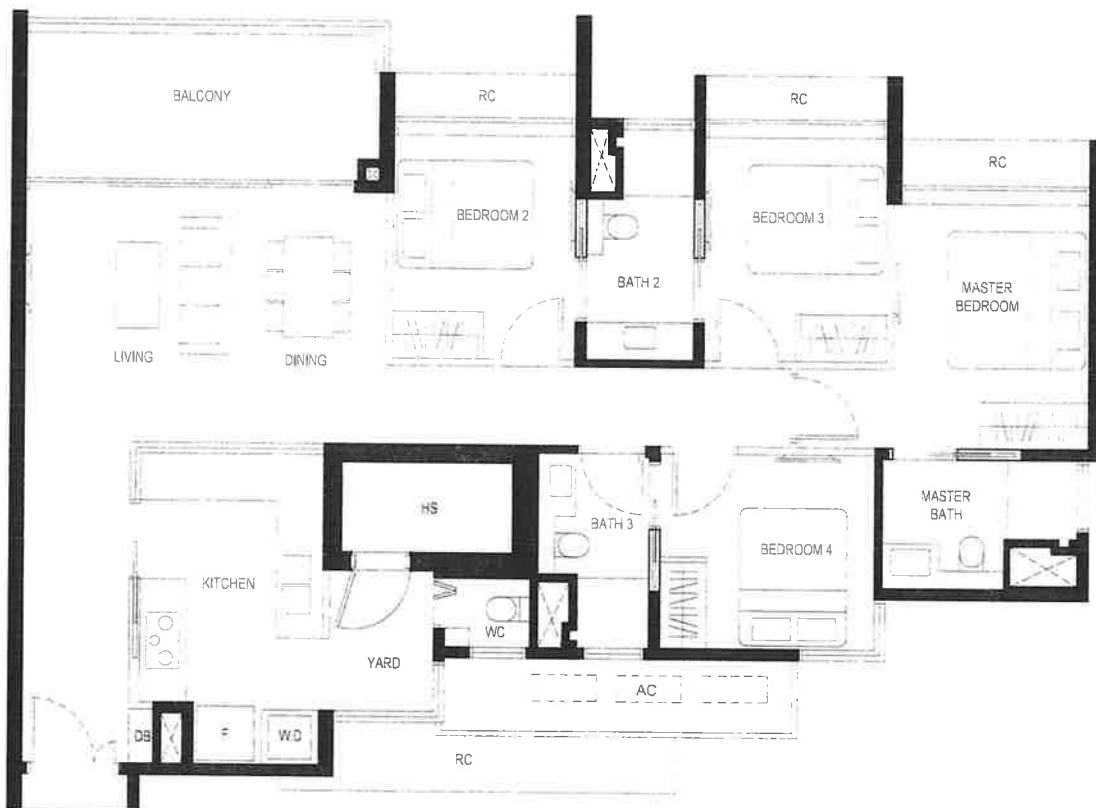 BALCONY
RC
RC
RC
BEDROOM 2
BEDROOM 3
BATH 2
MASTER
BEDROOM
LIVING
DINING
HS
BATH 3
MASTER
BATH
BEDROOM 4
KITCHEN
WC
YARD
AC
DB
F
W.D
RC